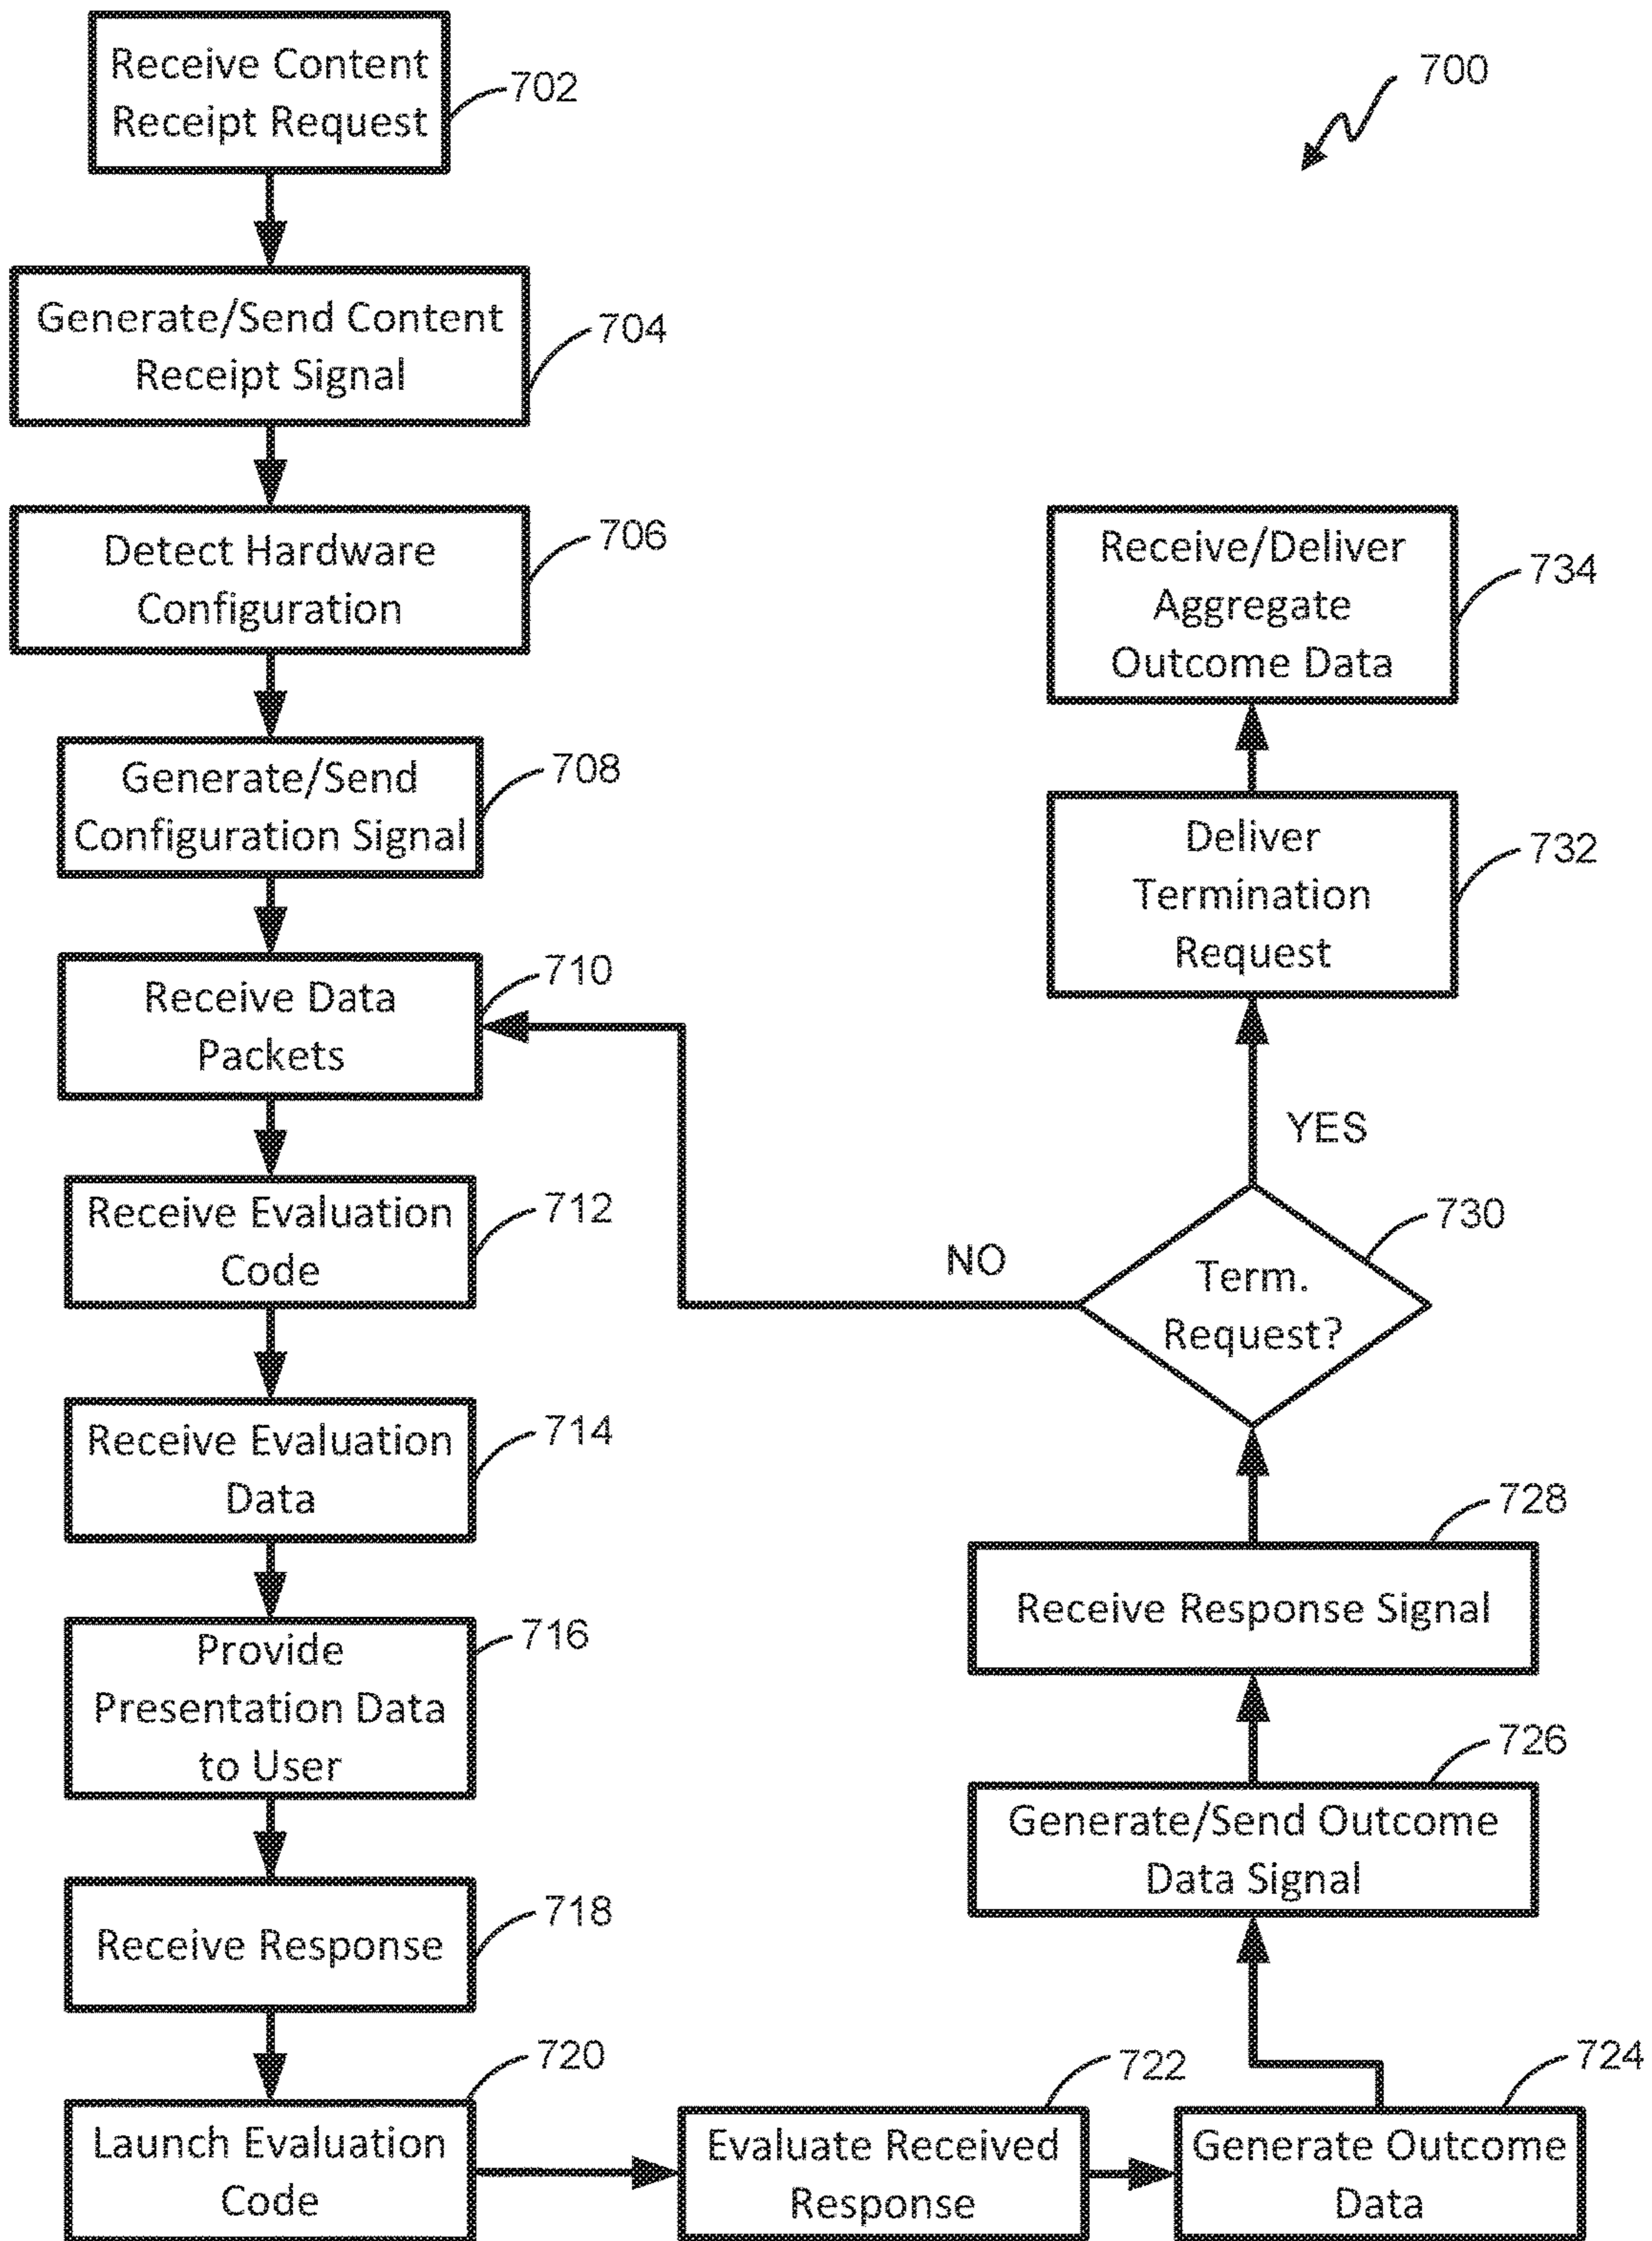 Receive Content
Receipt Request
702
700
Generate/Send Content
Receipt Signal
704
Detect Hardware
Configuration
706
Generate/Send
Configuration Signal
708
Receive Data
Packets
710
Receive Evaluation
Code
712
Receive Evaluation
Data
714
Provide
Presentation Data
to User
716
Receive Response
718
Launch Evaluation
Code
720
Evaluate Received
Response
722
Generate Outcome
Data
724
Generate/Send Outcome
Data Signal
726
Receive Response Signal
728
Term.
Request?
730
NO
YES
Deliver
Termination
Request
732
Receive/Deliver
Aggregate
Outcome Data
734